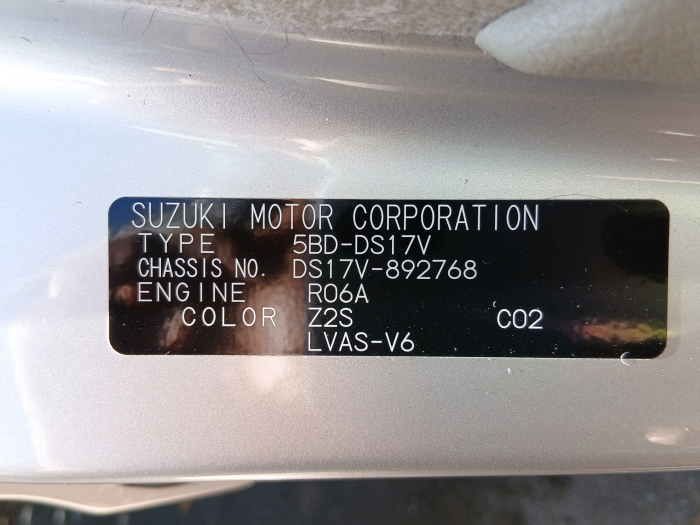 SUZUKI MOTOR CORPORATION
TYPE 5BD-DS17V
CHASSIS NO. DS17V-892768
ENGINE R06A
COLOR Z2S C02
LVAS-V6